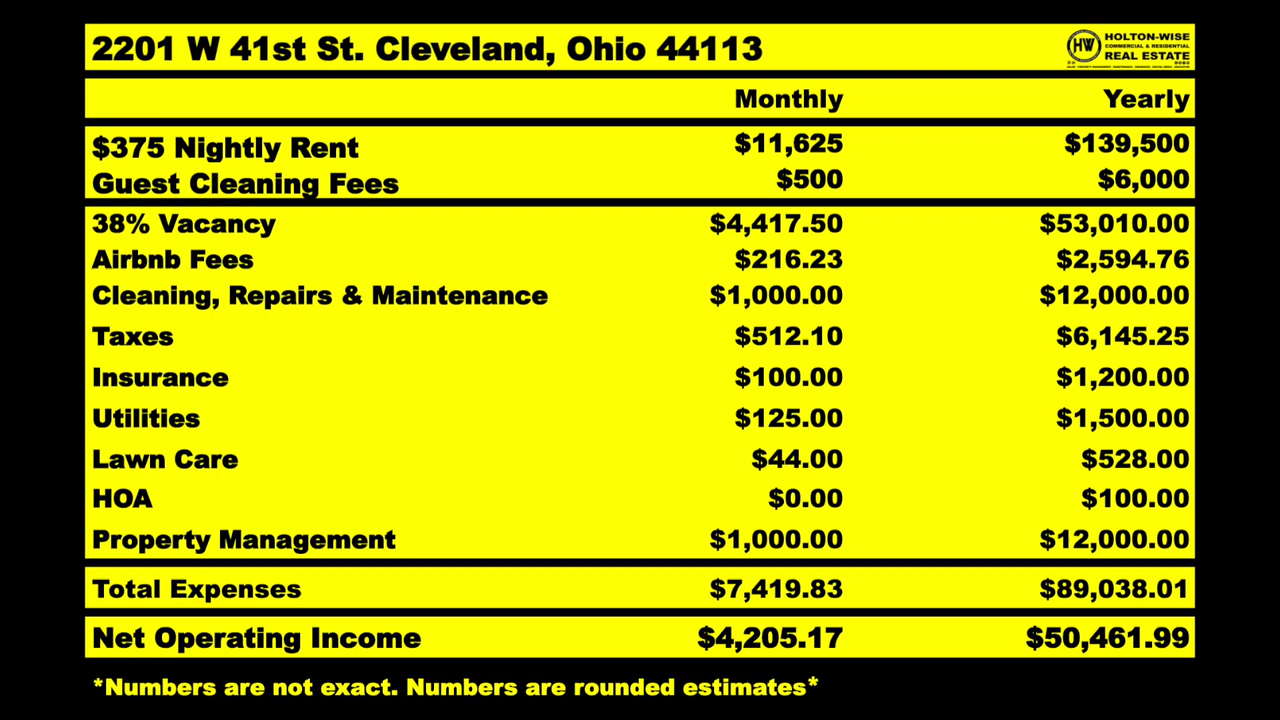 2201 W 41st St. Cleveland, Ohio 44113
HW HOLTON-WISE
COMMERCIAL & RESIDENTIAL
REAL ESTATE
Monthly Yearly
$375 Nightly Rent $11,625 $139,500
Guest Cleaning Fees $500 $6,000
38% Vacancy $4,417.50 $53,010.00
Airbnb Fees $216.23 $2,594.76
Cleaning, Repairs & Maintenance $1,000.00 $12,000.00
Taxes $512.10 $6,145.25
Insurance $100.00 $1,200.00
Utilities $125.00 $1,500.00
Lawn Care $44.00 $528.00
HOA $0.00 $100.00
Property Management $1,000.00 $12,000.00
Total Expenses $7,419.83 $89,038.01
Net Operating Income $4,205.17 $50,461.99
*Numbers are not exact. Numbers are rounded estimates*